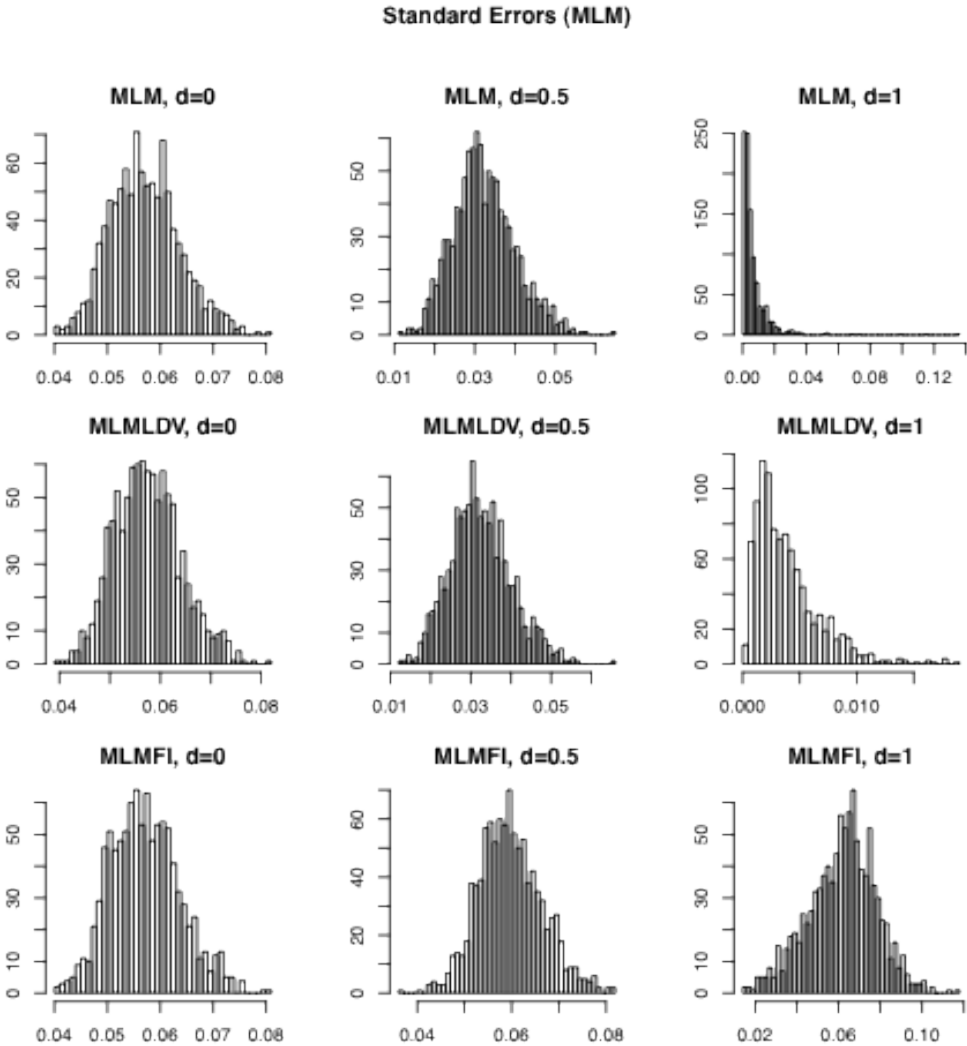 Standard Errors (MLM)
MLM, d=0
MLM, d=0.5
MLM, d=1
0 20 40 60
0.04 0.05 0.06 0.07 0.08
0 10 30 50
0.01 0.03 0.05
0 50 150 250
0.00 0.04 0.08 0.12
MLMLDV, d=0
MLMLDV, d=0.5
MLMLDV, d=1
0 10 30 50
0.04 0.06 0.08
0 10 30 50
0.01 0.03 0.05
0 20 60 100
0.000 0.010
MLMFI, d=0
MLMFI, d=0.5
MLMFI, d=1
0 10 30 50
0.04 0.05 0.06 0.07 0.08
0 20 40 60
0.04 0.06 0.08
0 10 30 50
0.02 0.06 0.10